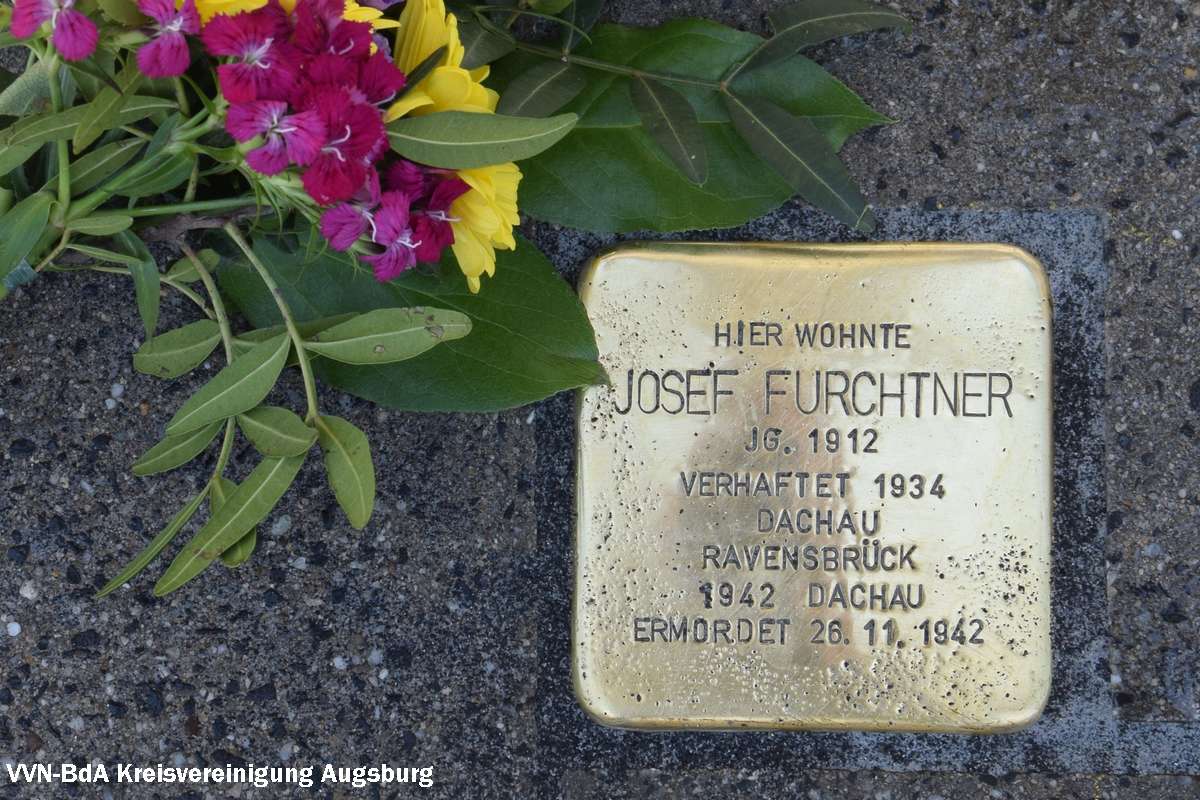 HIER WOHNTE
JOSEF FURCHTNER
JG. 1912
VERHAFTET 1934
DACHAU
RAVENSBRÜCK
1942 DACHAU
ERMORDET 26.11.1942
VVN-BdA Kreisvereinigung Augsburg